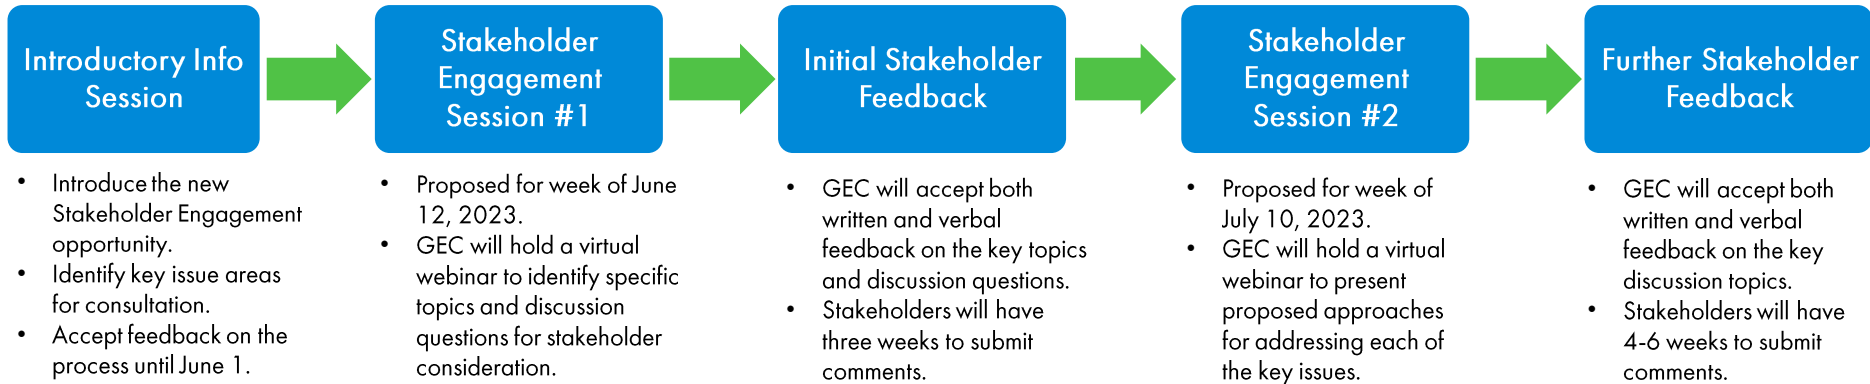 Introductory Info
Session
Stakeholder
Engagement
Session #1
Initial Stakeholder
Feedback
Stakeholder
Engagement
Session #2
Further Stakeholder
Feedback
• Introduce the new
Stakeholder Engagement
opportunity.
• Identify key issue areas
for consultation.
• Accept feedback on the
process until June 1.
• Proposed for week of June
12, 2023.
• GEC will hold a virtual
webinar to identify specific
topics and discussion
questions for stakeholder
consideration.
• GEC will accept both
written and verbal
feedback on the key topics
and discussion questions.
• Stakeholders will have
three weeks to submit
comments.
• Proposed for week of
July 10, 2023.
• GEC will hold a virtual
webinar to present
proposed approaches
for addressing each of
the key issues.
• GEC will accept both
written and verbal
feedback on the key
discussion topics.
• Stakeholders will have
4-6 weeks to submit
comments.